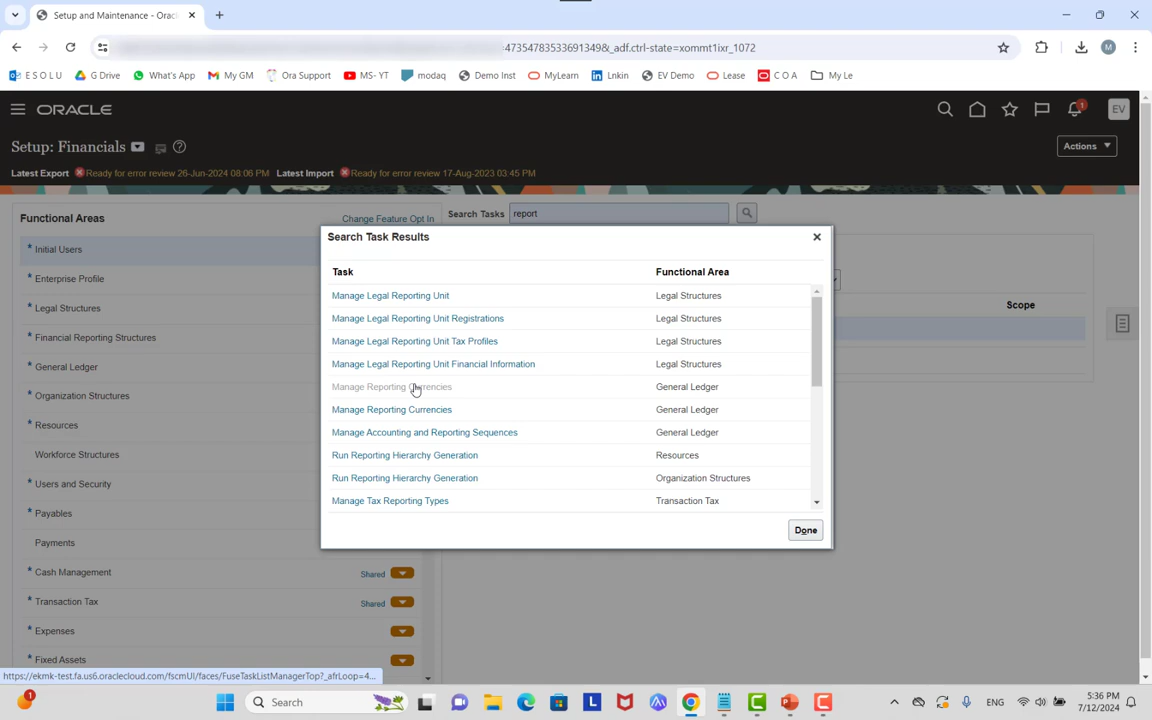 Setup and Maintenance - Orac
=47354783533691349&_adf.ctrl-state=xommt1ixr_1072
M
E S O L U
G Drive
What's App
My GM
Ora Support
MS- YT
modaq
Demo Inst
MyLearn
Lnkin
EV Demo
Lease
C O A
My Le
ORACLE
1
EV
Setup: Financials
Actions
Latest Export Ready for error review 26-Jun-2024 08:06 PM Latest Import Ready for error review 17-Aug-2023 03:45 PM
Functional Areas
Change Feature Opt In
Search Tasks report
* Initial Users
* Enterprise Profile
* Legal Structures
* Financial Reporting Structures
* General Ledger
* Organization Structures
* Resources
Workforce Structures
* Users and Security
* Payables
Payments
* Cash Management Shared
* Transaction Tax Shared
* Expenses
* Fixed Assets
Scope
Search Task Results
Task Functional Area
Manage Legal Reporting Unit Legal Structures
Manage Legal Reporting Unit Registrations Legal Structures
Manage Legal Reporting Unit Tax Profiles Legal Structures
Manage Legal Reporting Unit Financial Information Legal Structures
Manage Reporting Currencies General Ledger
Manage Reporting Currencies General Ledger
Manage Accounting and Reporting Sequences General Ledger
Run Reporting Hierarchy Generation Resources
Run Reporting Hierarchy Generation Organization Structures
Manage Tax Reporting Types Transaction Tax
Done
https://ekmk-test.fa.us6.oraclecloud.com/fscmUI/faces/FuseTaskListManagerTop?_afrLoop=4...
1
Search
L
ENG
5:36 PM
7/12/2024